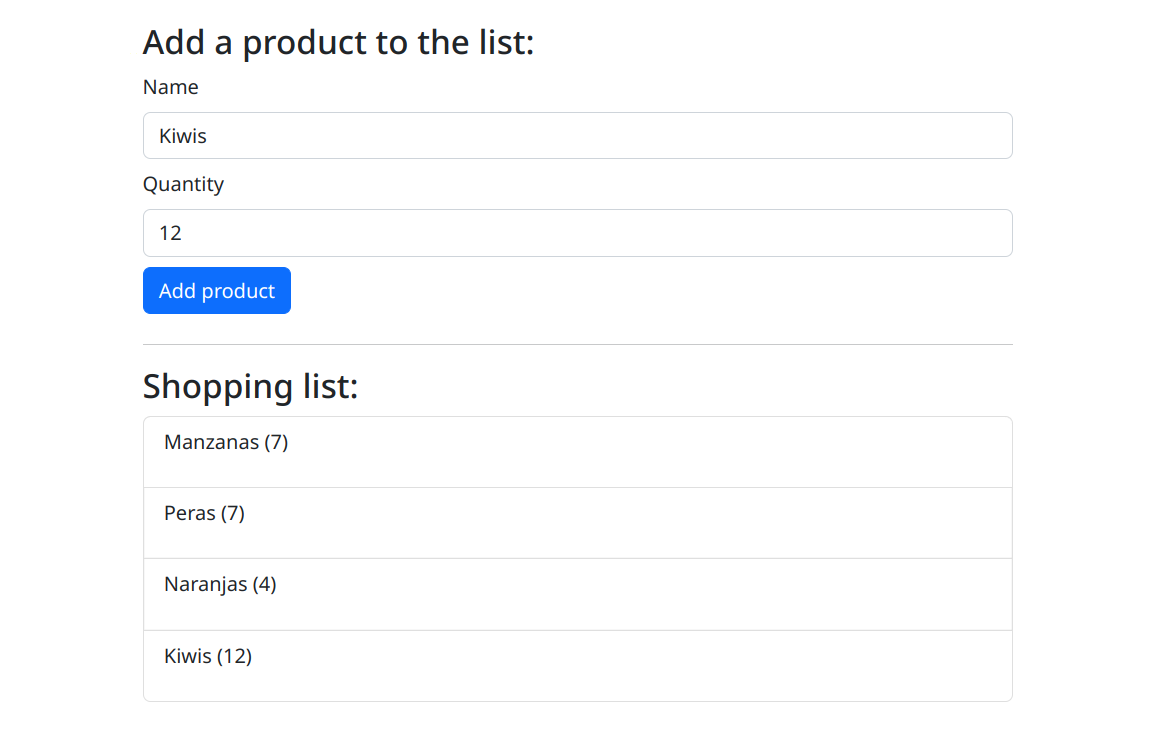 Add a product to the list:
Name
Kiwis
Quantity
12
Add product
Shopping list:
Manzanas (7)
Peras (7)
Naranjas (4)
Kiwis (12)